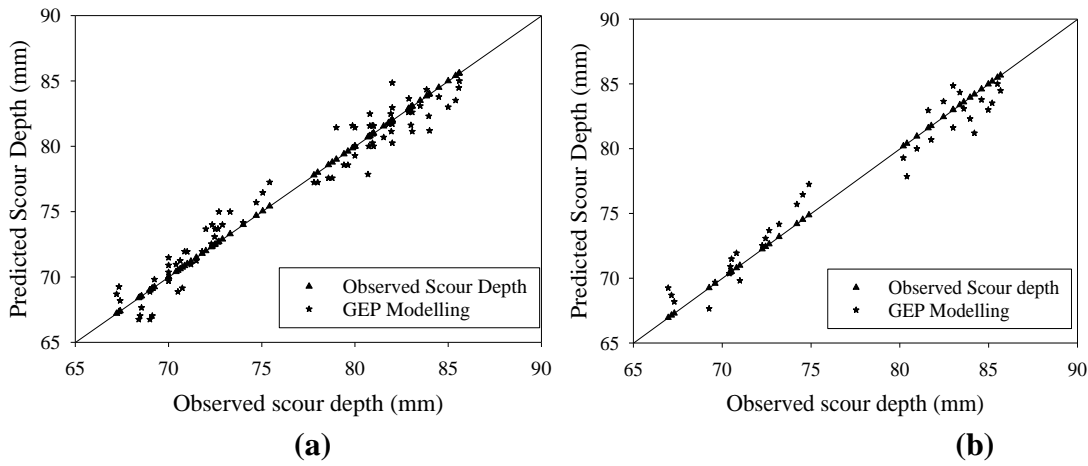 Predicted Scour Depth (mm)
90
85
80
75
70
65
65 70 75 80 85 90
Observed Scour Depth
GEP Modelling
Observed scour depth (mm)
(a)
Predicted Scour Depth (mm)
90
85
80
75
70
65
65 70 75 80 85 90
Observed Scour depth
GEP Modelling
Observed scour depth (mm)
(b)